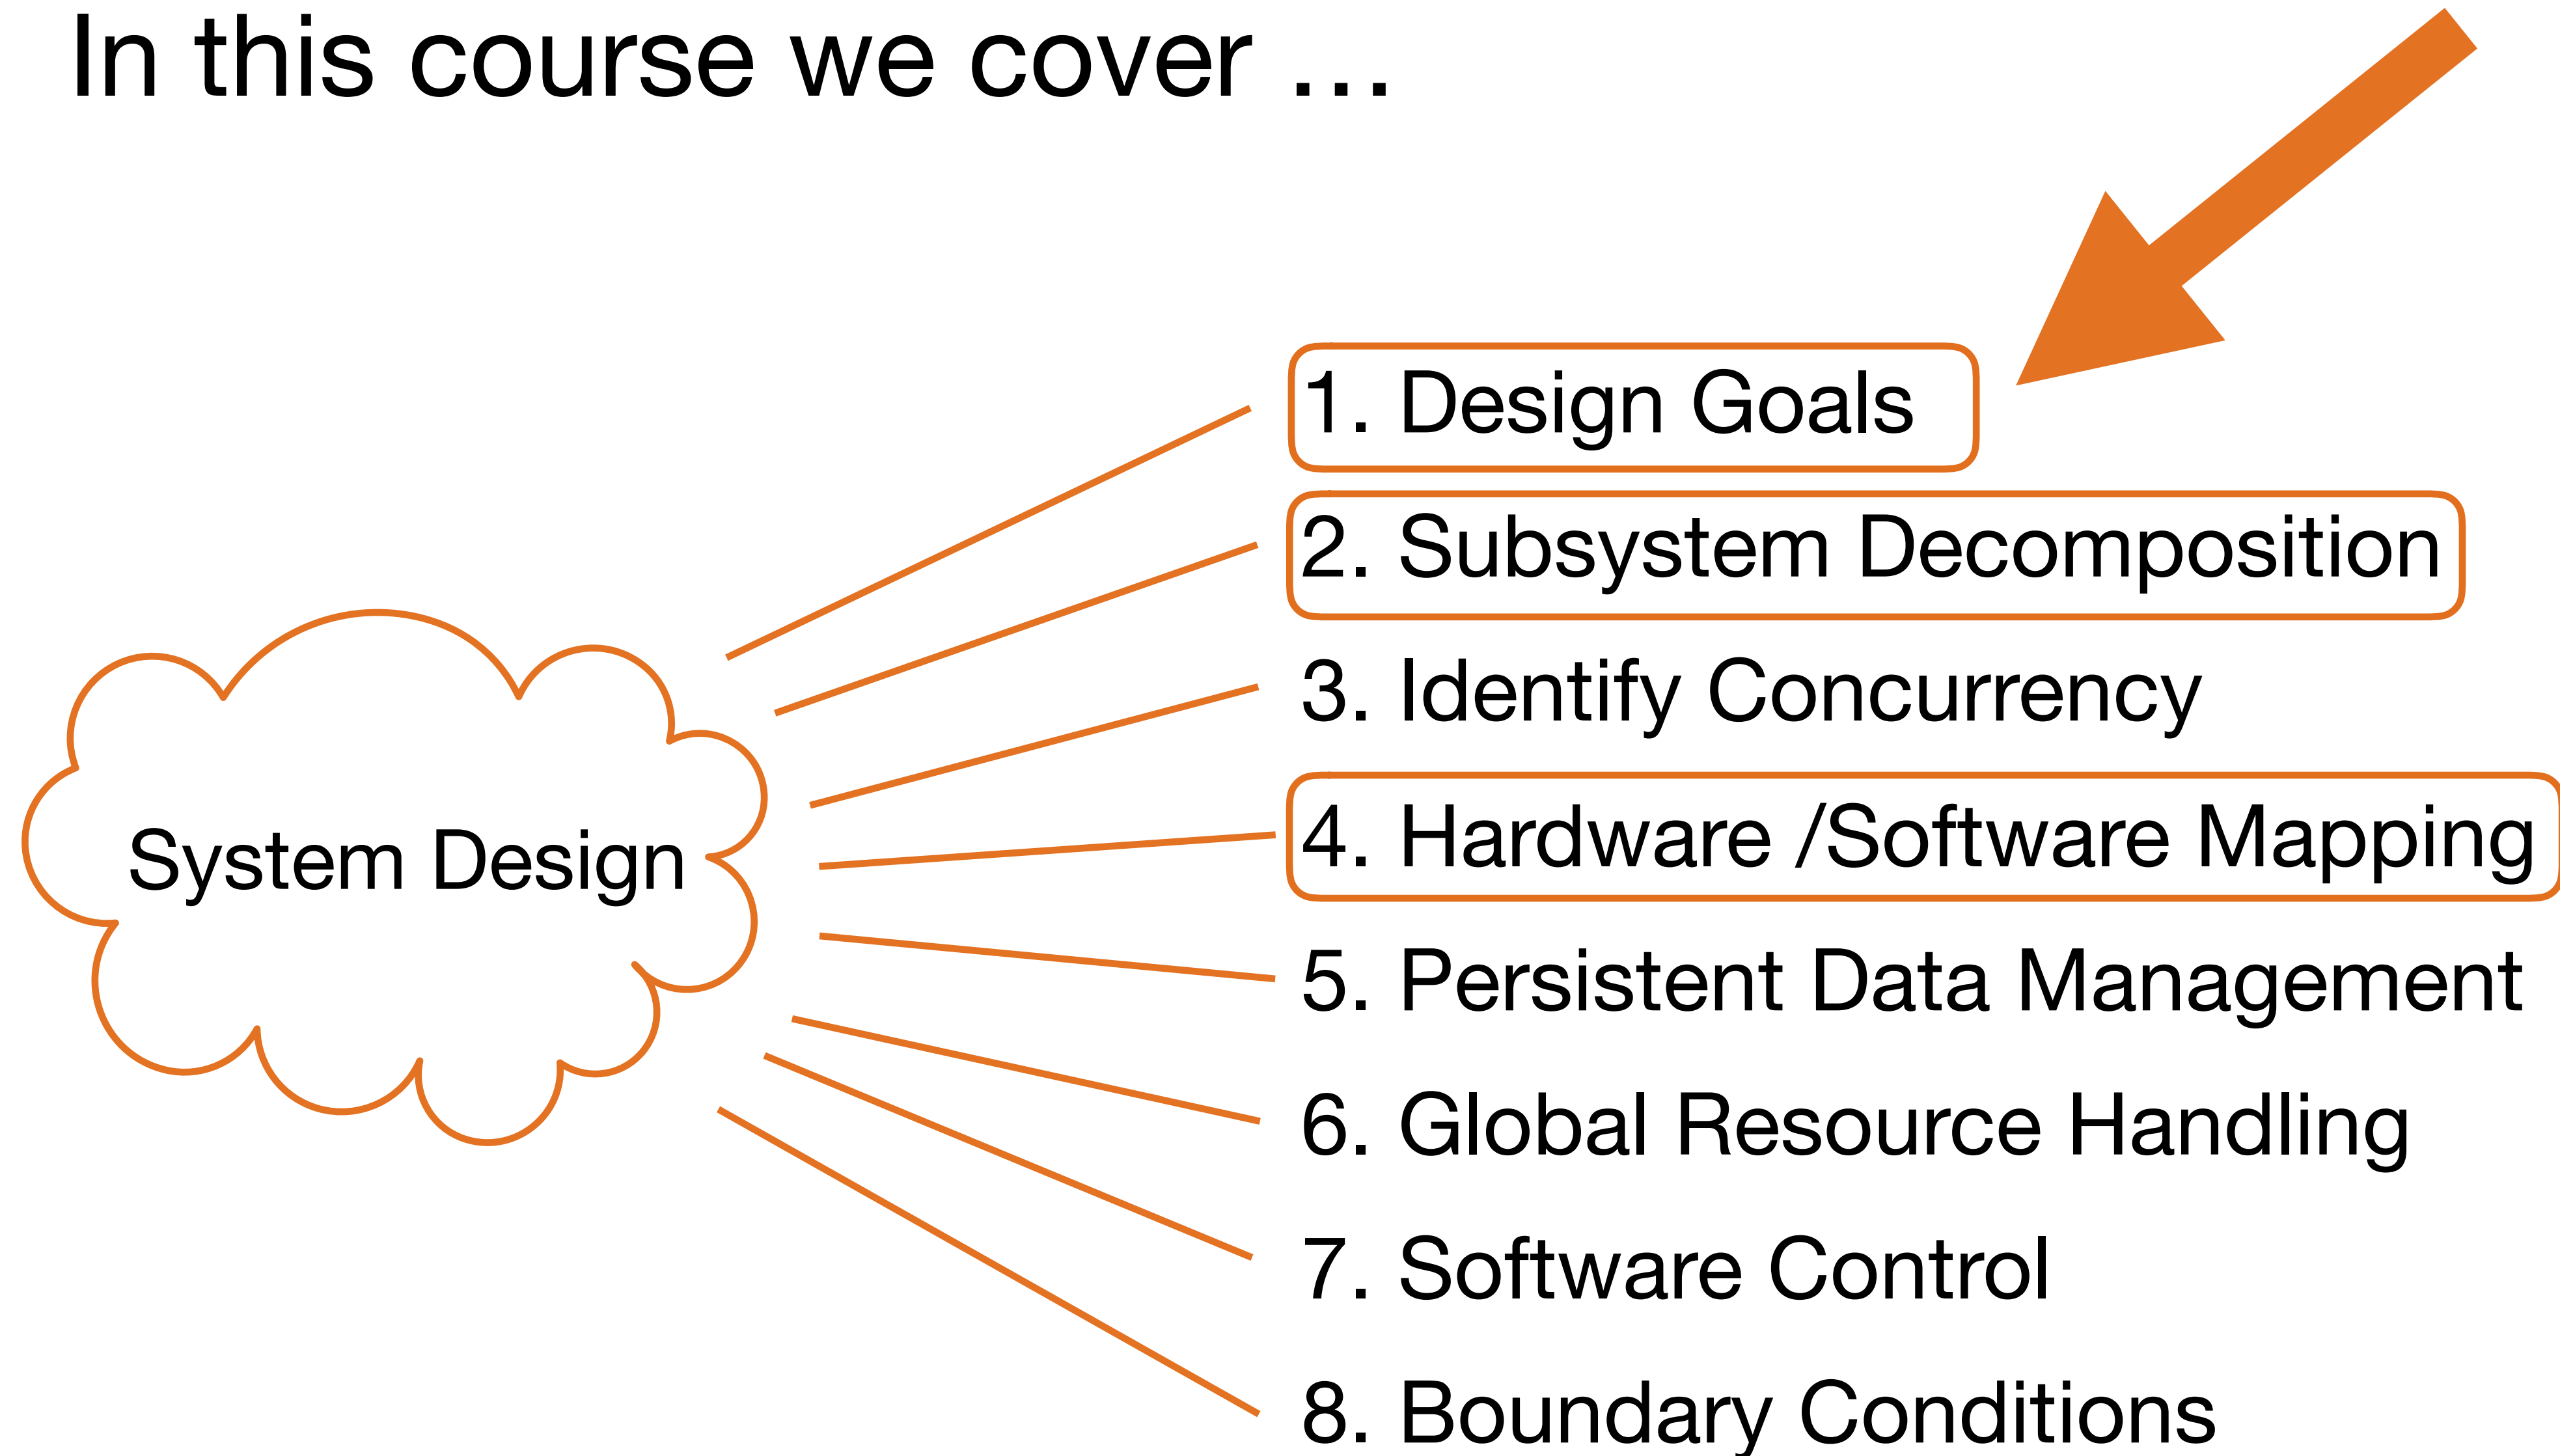 In this course we cover …
1. Design Goals
2. Subsystem Decomposition
3. Identify Concurrency
System Design
4. Hardware /Software Mapping
5. Persistent Data Management
6. Global Resource Handling
7. Software Control
8. Boundary Conditions